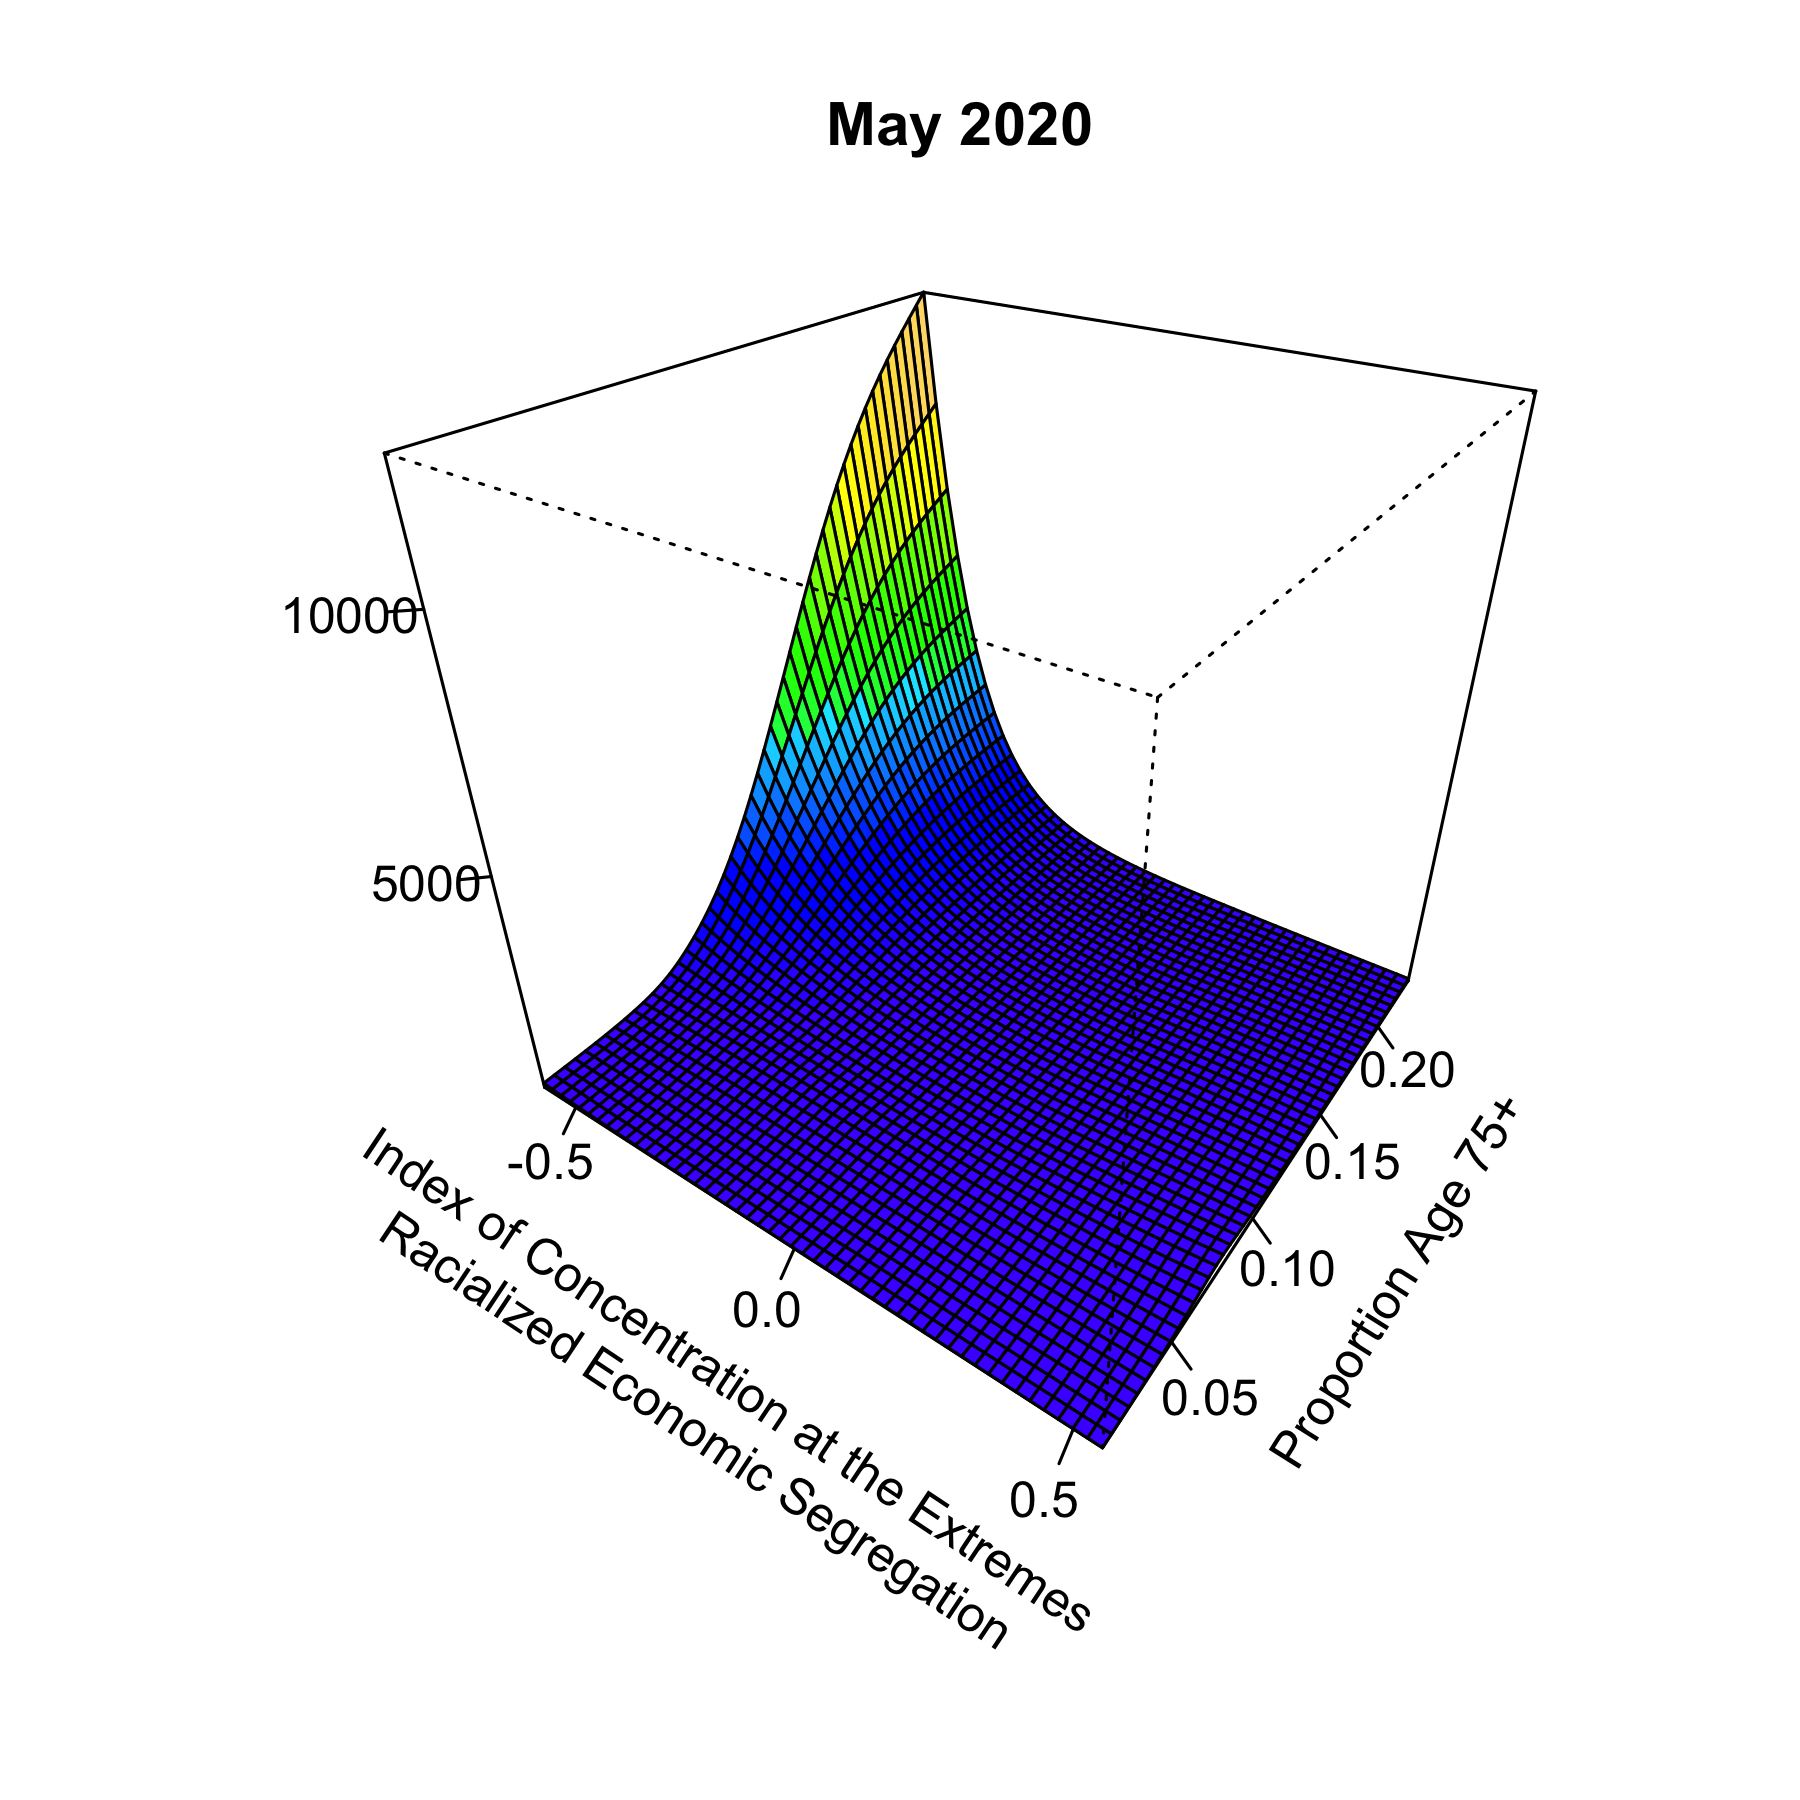 May 2020
10000
5000
-0.5
0.0
0.5
Index of Concentration at the Extremes
Racialized Economic Segregation
0.20
0.15
0.10
0.05
Proportion Age 75+